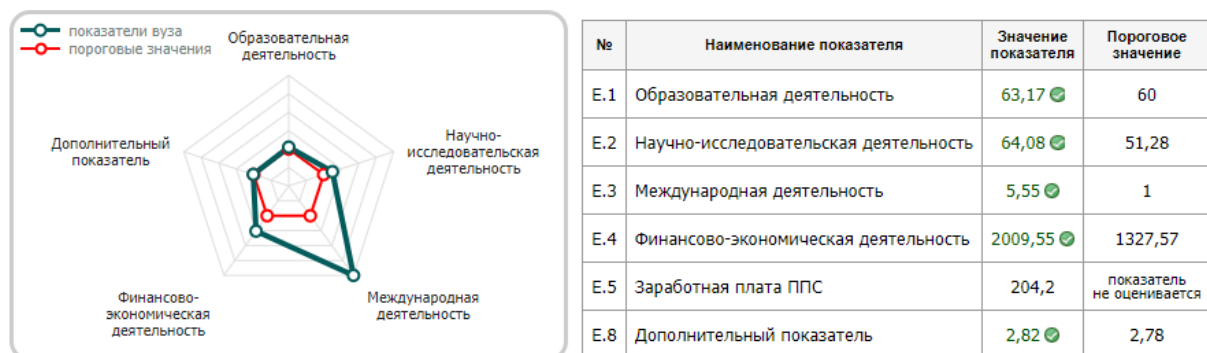 показатели вуза
пороговые значения
Образовательная
деятельность
Научно-
исследовательская
деятельность
Дополнительный
показатель
Финансово-
экономическая
деятельность
Международная
деятельность
№ Наименование показателя Значение показателя Пороговое значение
E.1 Образовательная деятельность 63,17 60
E.2 Научно-исследовательская деятельность 64,08 51,28
E.3 Международная деятельность 5,55 1
E.4 Финансово-экономическая деятельность 2009,55 1327,57
E.5 Заработная плата ППС 204,2 показатель не оценивается
E.8 Дополнительный показатель 2,82 2,78